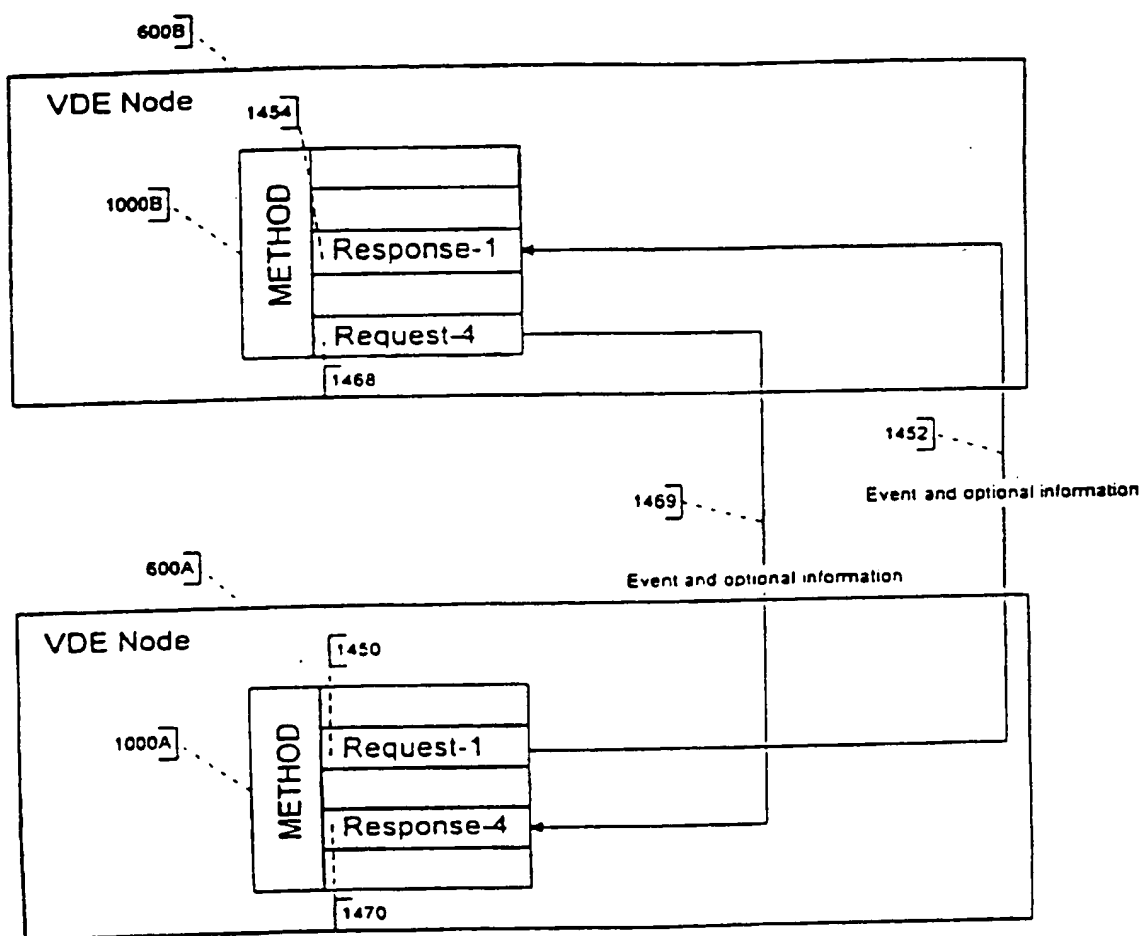 600B
VDE Node
1454
1000B
METHOD
Response-1
Request-4
1468
1452
Event and optional information
1469
600A
Event and optional information
VDE Node
1450
1000A
METHOD
Request-1
Response-4
1470